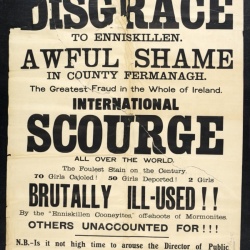 DISGRACE
TO ENNISKILLEN.
AWFUL SHAME
IN COUNTY FERMANAGH.
The Greatest Fraud in the Whole of Ireland.
INTERNATIONAL
SCOURGE
ALL OVER THE WORLD.
The Foulest Stain on the Century.
70 Girls Cajoled! 50 Girls Deported! 2 Girls
BRUTALLY ILL-USED!!
By the "Enniskillen Cooneyites," off-shoots of Mormonites.
OTHERS UNACCOUNTED FOR!!!
N.B.-Is it not high time to arouse the Director of Public